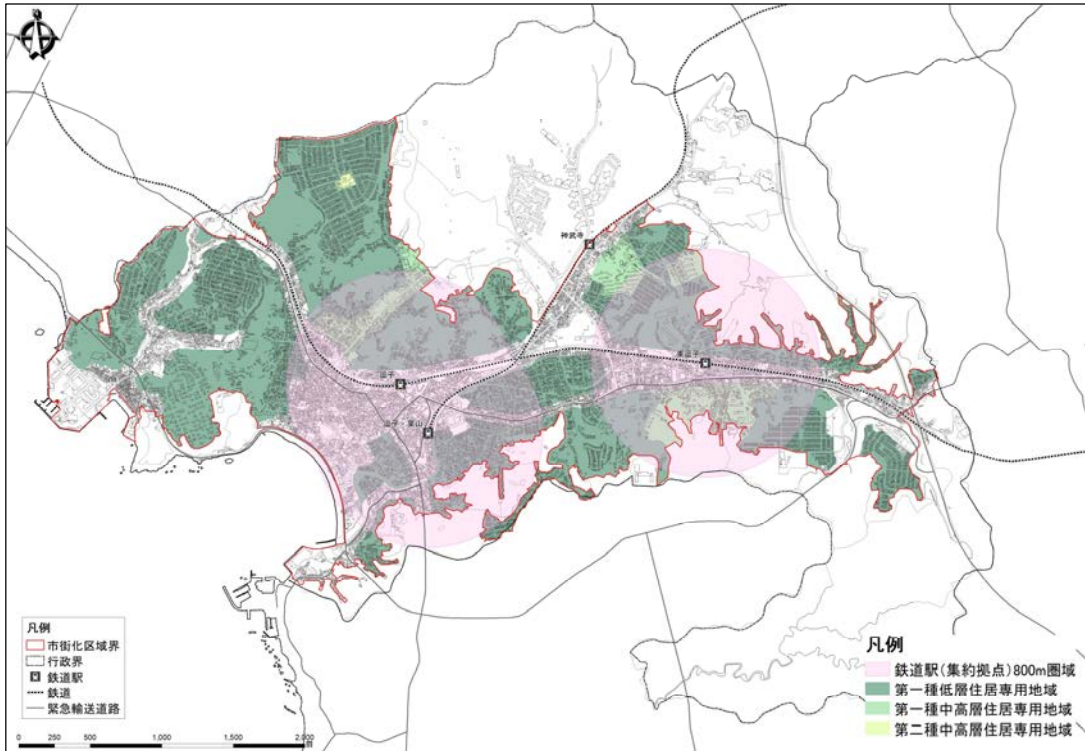 神武寺
東逗子
逗子
逗子・葉山
凡例
市街化区域界
行政界
鉄道駅
鉄道
緊急輸送道路
0 500 1,000 1,500 2,000
m
凡例
鉄道駅(集約拠点)800m圏域
第一種低層住居専用地域
第一種中高層住居専用地域
第二種中高層住居専用地域